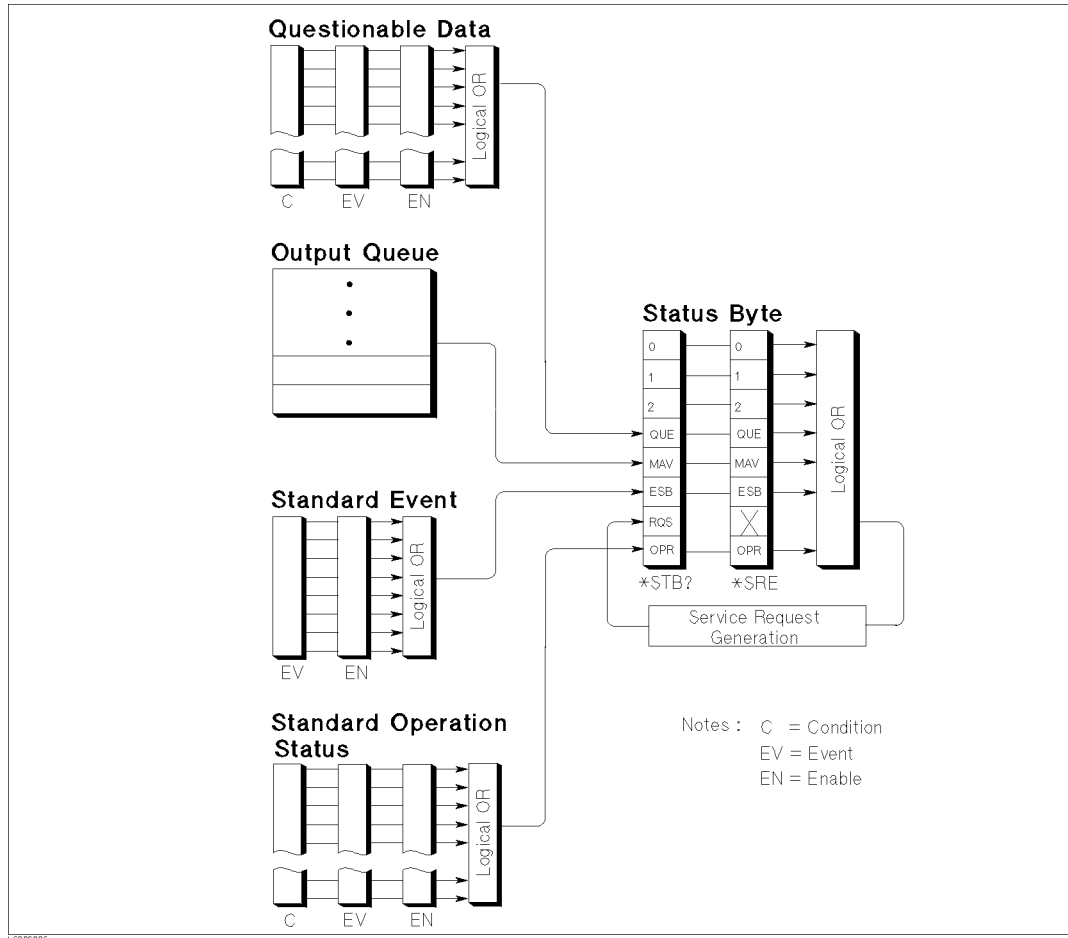 Questionable Data
Logical OR
C EV EN
Output Queue
Status Byte
0 0
1 1
2 2
QUE QUE
MAV MAV
ESB ESB
RQS
OPR OPR
Logical OR
*STB? *SRE
Service Request
Generation
Standard Event
Logical OR
EV EN
Standard Operation
Status
Logical OR
C EV EN
Notes : C = Condition
EV = Event
EN = Enable